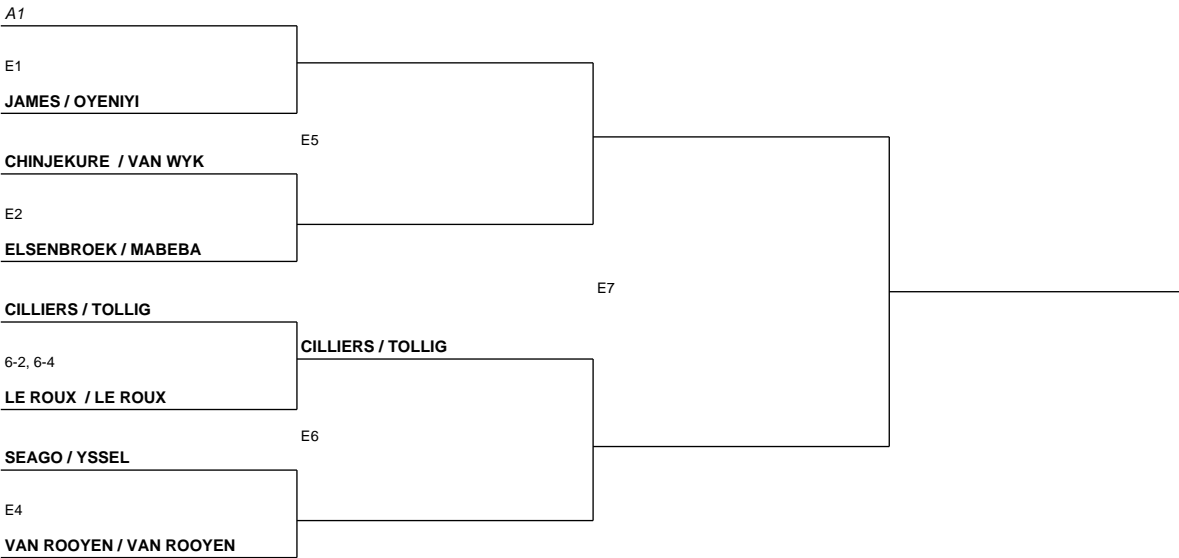 A1
E1
JAMES / OYENIYI
E5
CHINJEKURE / VAN WYK
E2
ELSENBROEK / MABEBA
E7
CILLIERS / TOLLIG
CILLIERS / TOLLIG
6-2, 6-4
LE ROUX / LE ROUX
E6
SEAGO / YSSEL
E4
VAN ROOYEN / VAN ROOYEN